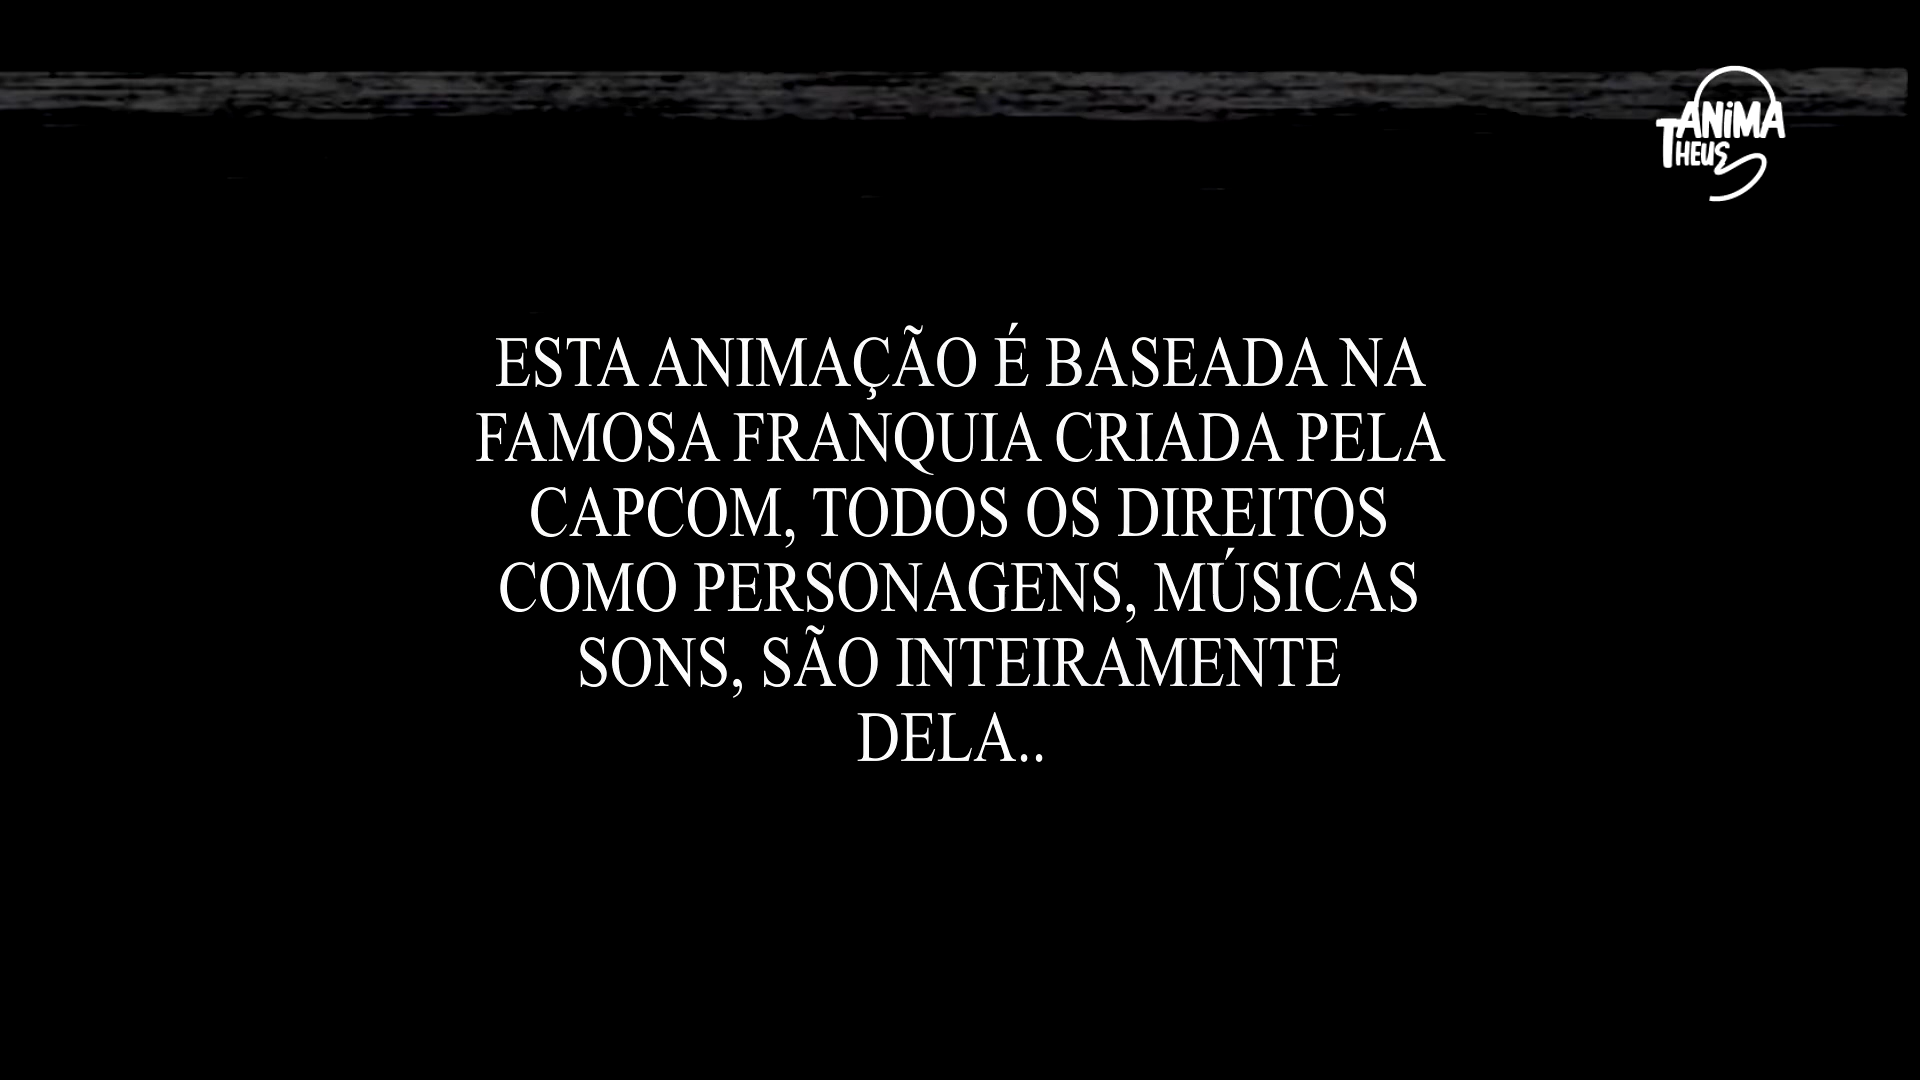 ANiMA
THEUS
ESTA ANIMAÇÃO É BASEADA NA
FAMOSA FRANQUIA CRIADA PELA
CAPCOM, TODOS OS DIREITOS
COMO PERSONAGENS, MÚSICAS
SONS, SÃO INTEIRAMENTE
DELA..